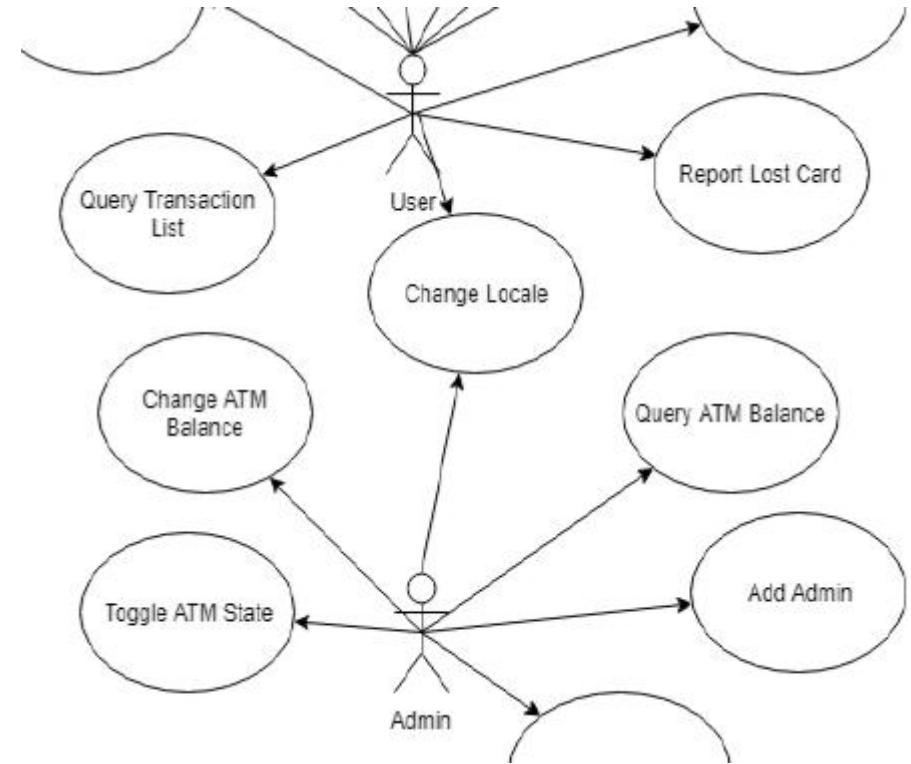 User
Report Lost Card
Query Transaction
List
Change Locale
Change ATM
Balance
Query ATM Balance
Toggle ATM State
Add Admin
Admin